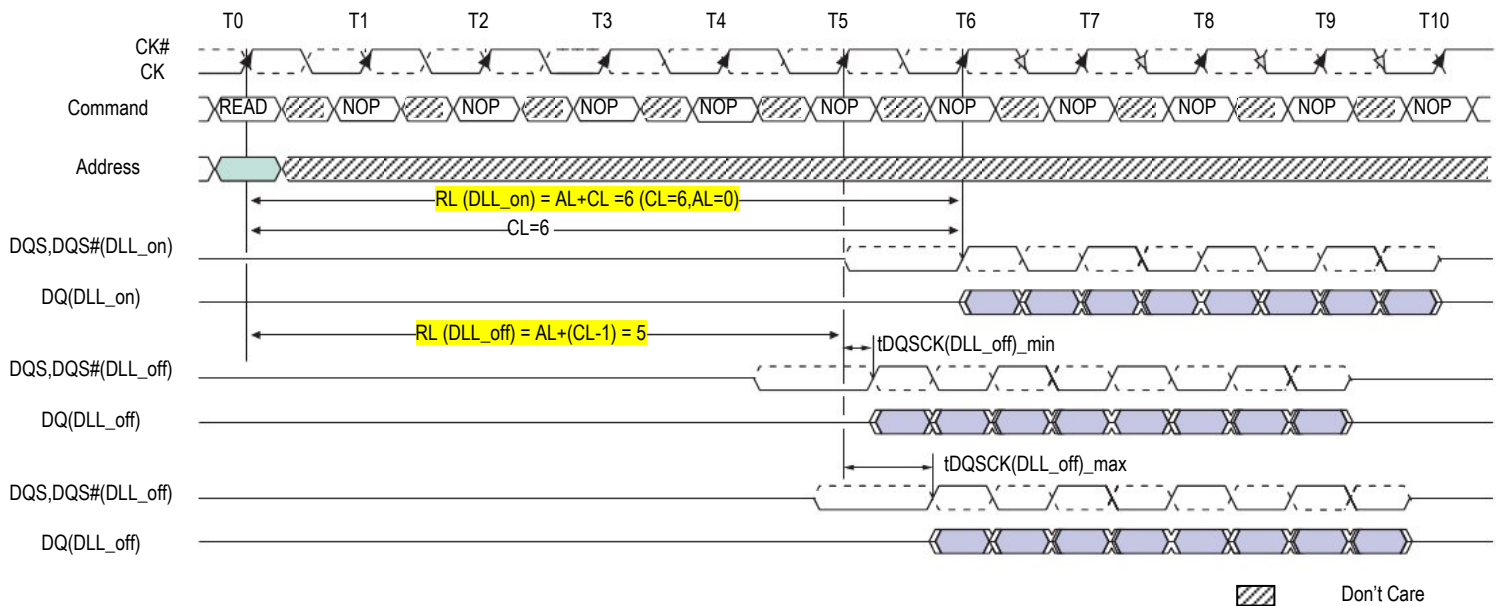 T0 T1 T2 T3 T4 T5 T6 T7 T8 T9 T10
CK#
CK
Command READ NOP NOP NOP NOP NOP NOP NOP NOP NOP NOP
Address
RL (DLL_on) = AL+CL =6 (CL=6,AL=0)
CL=6
DQS,DQS#(DLL_on)
DQ(DLL_on)
RL (DLL_off) = AL+(CL-1) = 5
tDQSCK(DLL_off)_min
DQS,DQS#(DLL_off)
DQ(DLL_off)
tDQSCK(DLL_off)_max
DQS,DQS#(DLL_off)
DQ(DLL_off)
Don't Care